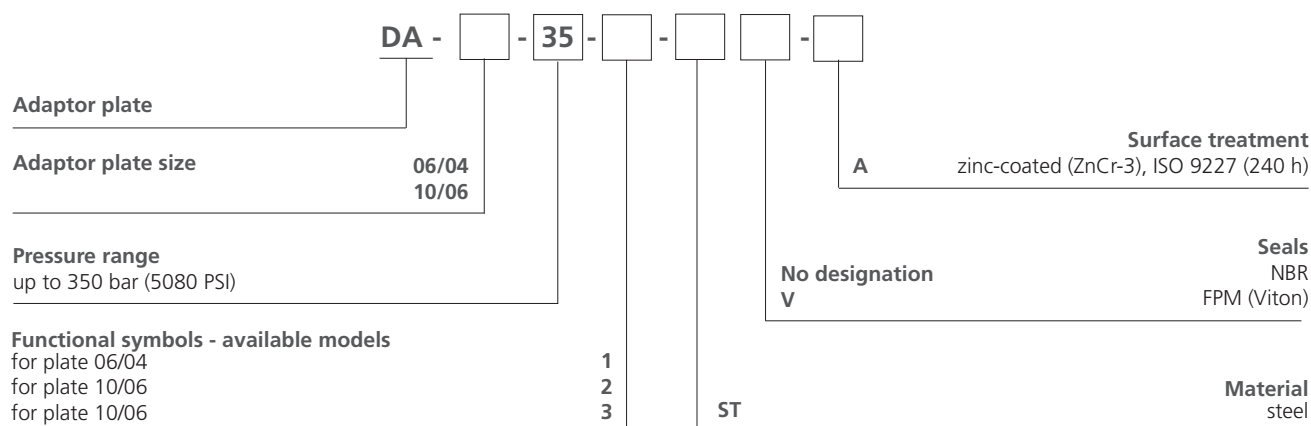 DA - - 35 - - -
Adaptor plate
Adaptor plate size
06/04
10/06
Pressure range
up to 350 bar (5080 PSI)
Functional symbols - available models
for plate 06/04 1
for plate 10/06 2
for plate 10/06 3
Surface treatment
A zinc-coated (ZnCr-3), ISO 9227 (240 h)
Seals
No designation NBR
V FPM (Viton)
Material
ST steel